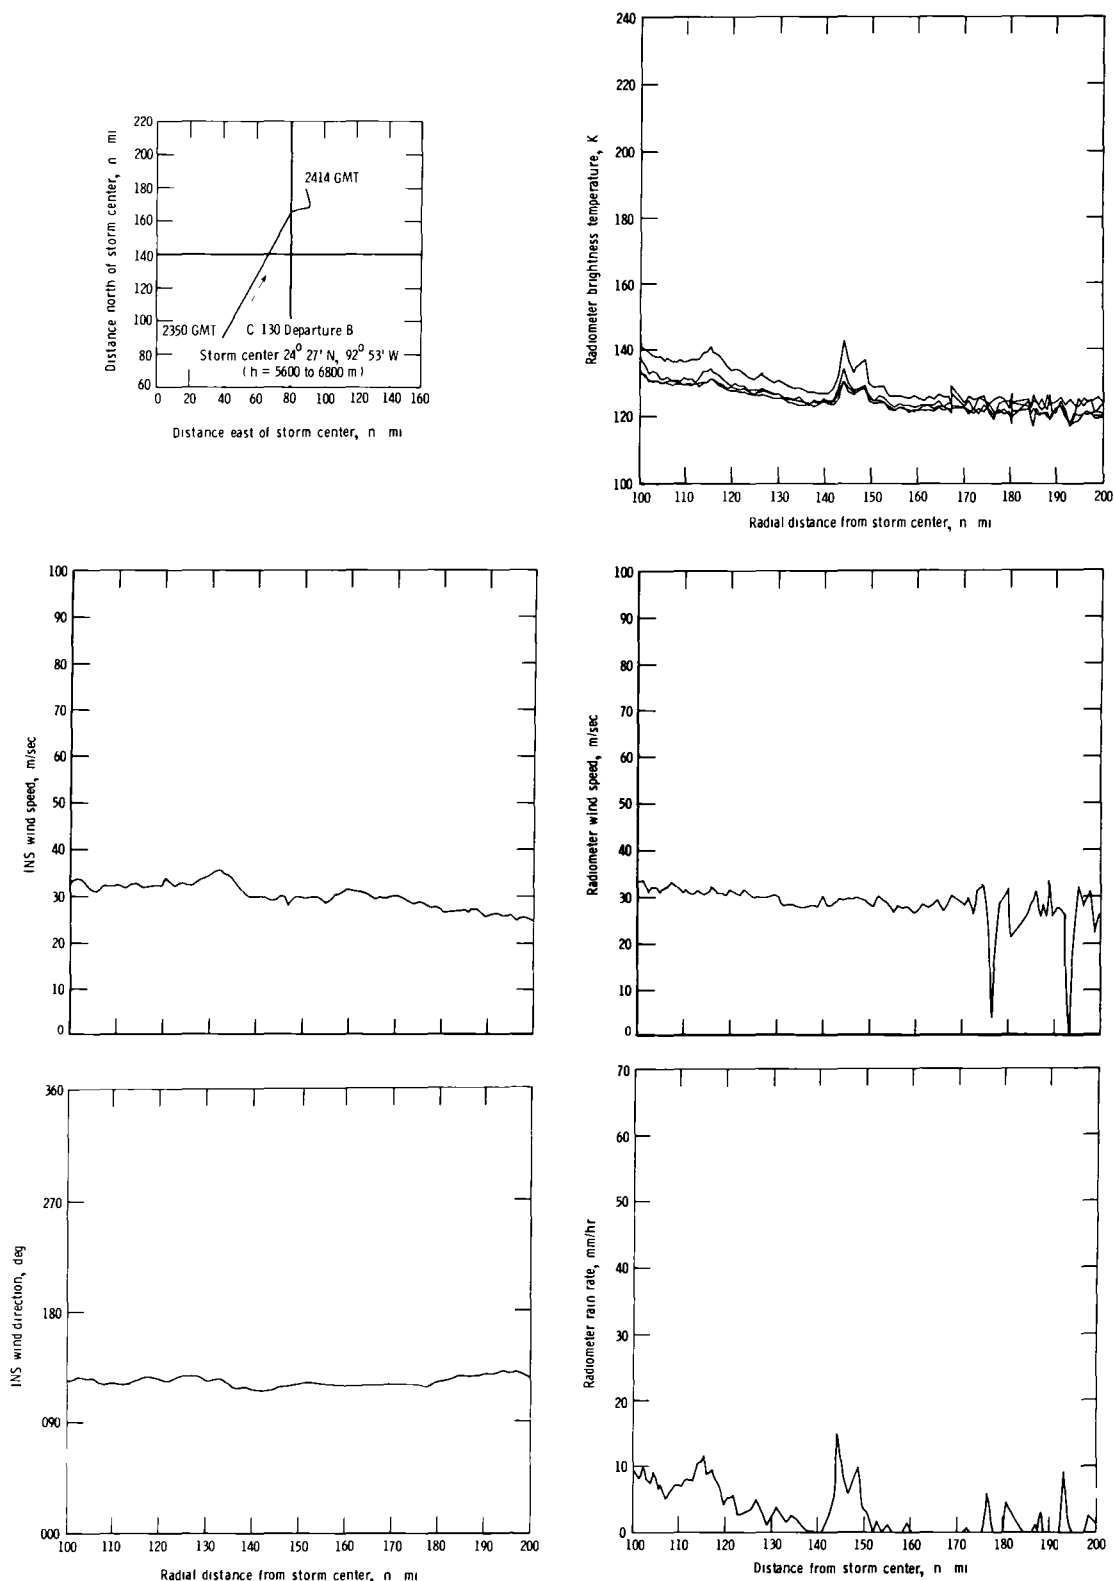 220
200
180
160
140
120
100
80
60
Distance north of storm center, n mi
2414 GMT
2350 GMT
C 130 Departure B
Storm center 24° 27' N, 92° 53' W
(h = 5600 to 6800 m)
0 20 40 60 80 100 120 140 160
Distance east of storm center, n mi
240
220
200
180
160
140
120
100
Radiometer brightness temperature, K
100 110 120 130 140 150 160 170 180 190 200
Radial distance from storm center, n mi
100
90
80
70
60
50
40
30
20
10
0
INS wind speed, m/sec
100
90
80
70
60
50
40
30
20
10
0
Radiometer wind speed, m/sec
360
270
180
090
000
INS wind direction, deg
100 110 120 130 140 150 160 170 180 190 200
Radial distance from storm center, n mi
70
60
50
40
30
20
10
0
Radiometer rain rate, mm/hr
100 110 120 130 140 150 160 170 180 190 200
Distance from storm center, n mi